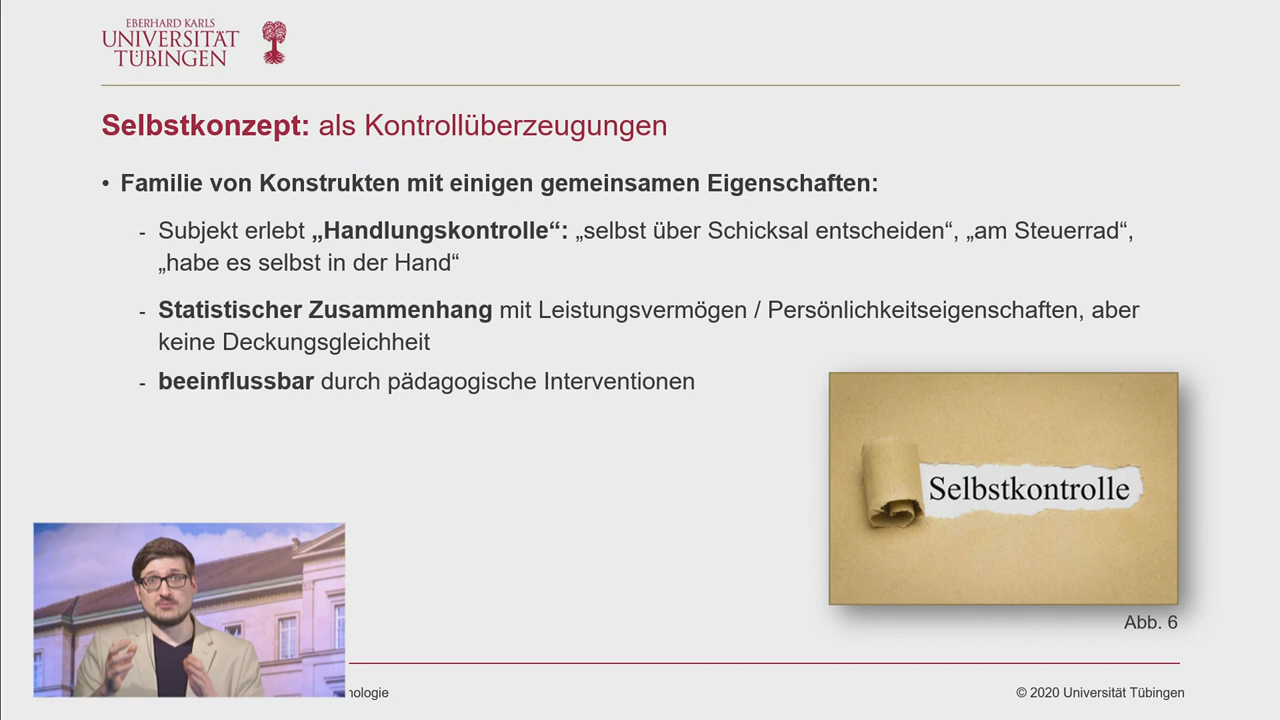 EBERHARD KARLS
UNIVERSITÄT
TÜBINGEN
Selbstkonzept: als Kontrollüberzeugungen
• Familie von Konstrukten mit einigen gemeinsamen Eigenschaften:
- Subjekt erlebt „Handlungskontrolle“: „selbst über Schicksal entscheiden“, „am Steuerrad“,
„habe es selbst in der Hand“
- Statistischer Zusammenhang mit Leistungsvermögen / Persönlichkeitseigenschaften, aber
keine Deckungsgleichheit
- beeinflussbar durch pädagogische Interventionen
Selbstkontrolle
Abb. 6
© 2020 Universität Tübingen